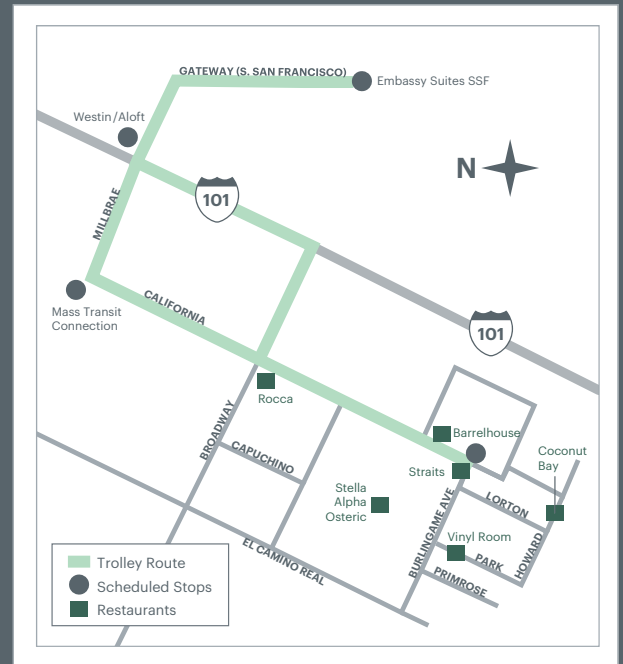 GATEWAY (S. SAN FRANCISCO)
Embassy Suites SSF
Westin/Aloft
N
101
MILLBRAE
Mass Transit
Connection
CALIFORNIA
101
Rocca
BROADWAY
CAPUCHINO
Barrelhouse
Straits
Coconut
Bay
Stella
Alpha
Osteric
BURLINGAME AVE
LORTON
HOWARD
Vinyl Room
PARK
PRIMROSE
EL CAMINO REAL
Trolley Route
Scheduled Stops
Restaurants